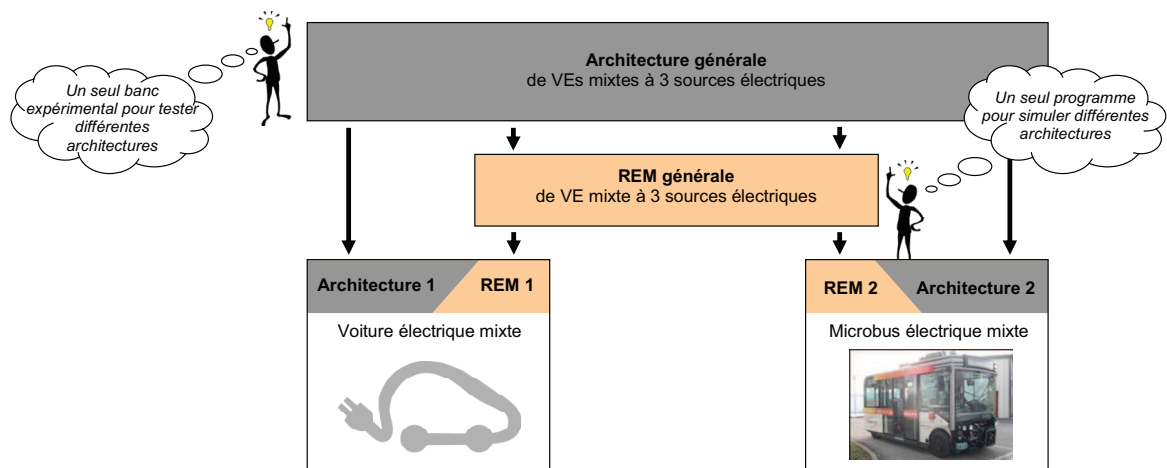 Architecture générale
de VEs mixtes à 3 sources électriques
Un seul banc
expérimental pour tester
différentes
architectures
Un seul programme
pour simuler différentes
architectures
REM générale
de VE mixte à 3 sources électriques
Architecture 1
REM 1
REM 2
Architecture 2
Voiture électrique mixte
Microbus électrique mixte